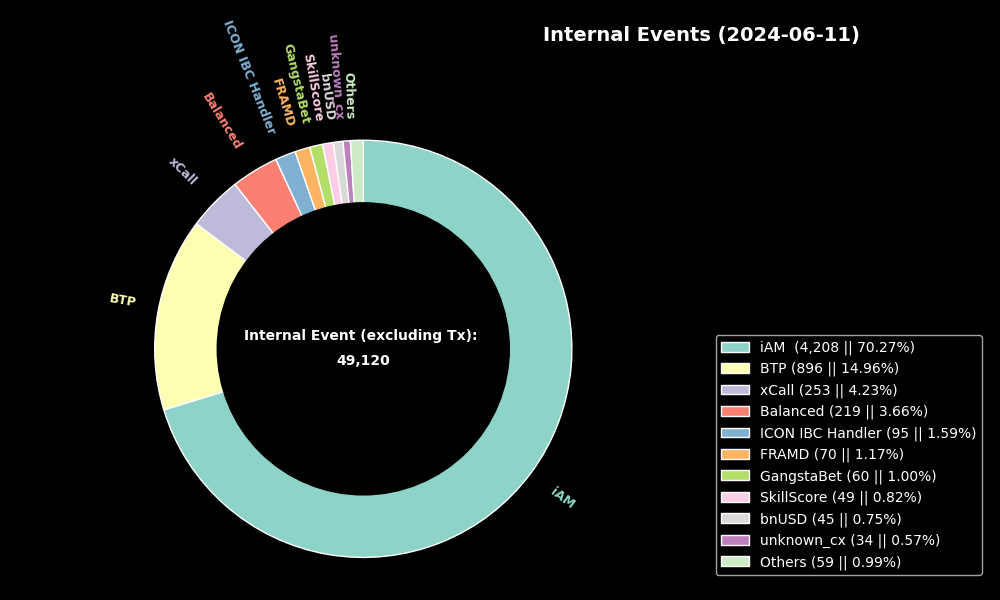 Internal Events (2024-06-11)
ICON IBC Handler
unknown_cx
GangstaBet
SkillScore
bnUSD
Others
FRAMD
Balanced
xCall
BTP
iAM
Internal Event (excluding Tx):
49,120
iAM  (4,208 || 70.27%)
BTP (896 || 14.96%)
xCall (253 || 4.23%)
Balanced (219 || 3.66%)
ICON IBC Handler (95 || 1.59%)
FRAMD (70 || 1.17%)
GangstaBet (60 || 1.00%)
SkillScore (49 || 0.82%)
bnUSD (45 || 0.75%)
unknown_cx (34 || 0.57%)
Others (59 || 0.99%)